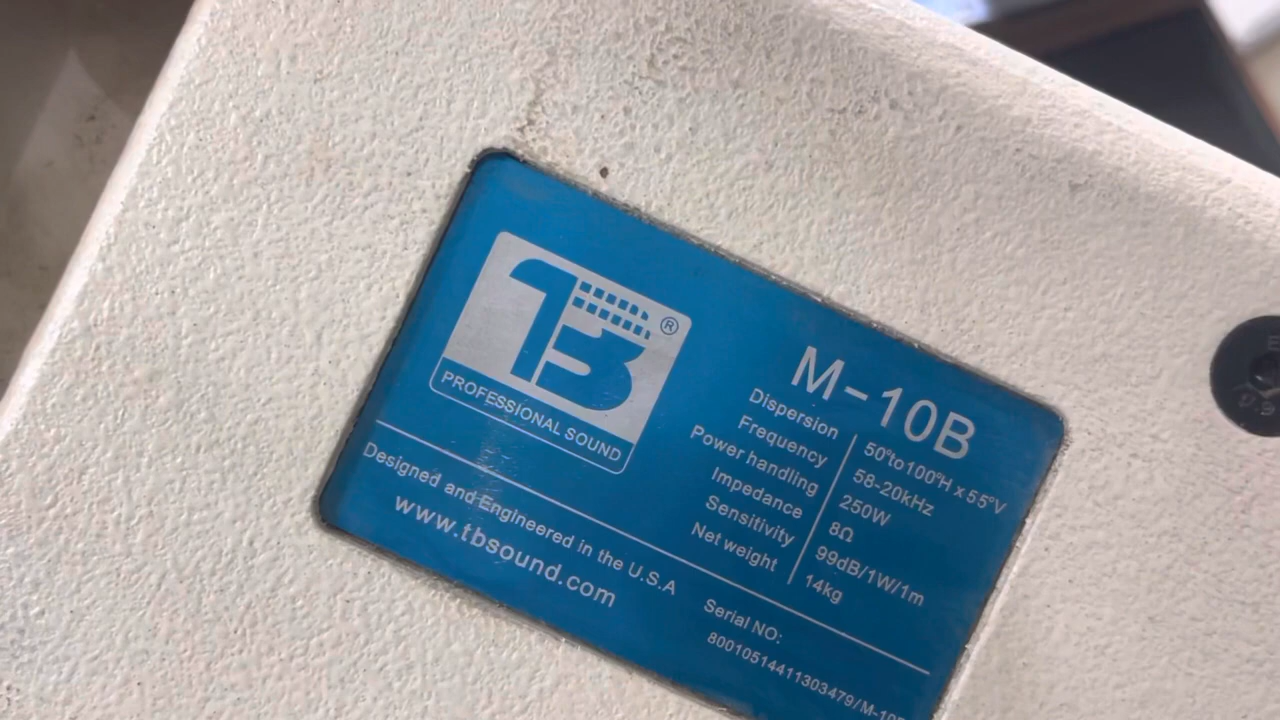 TB ®
PROFESSIONAL SOUND
M-10B
Dispersion 50°to100°H x 55°V
Frequency 58-20kHz
Power handling 250W
Impedance 8Ω
Sensitivity 99dB/1W/1m
Net weight 14kg
Designed and Engineered in the U.S.A
www.tbsound.com
Serial NO:
80010514411303479/M-10B